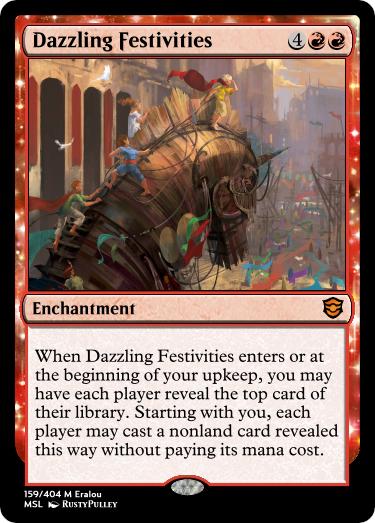 Dazzling Festivities 4
Enchantment
When Dazzling Festivities enters or at
the beginning of your upkeep, you may
have each player reveal the top card of
their library. Starting with you, each
player may cast a nonland card revealed
this way without paying its mana cost.
159/404 M Eralou
MSL RustyPulley